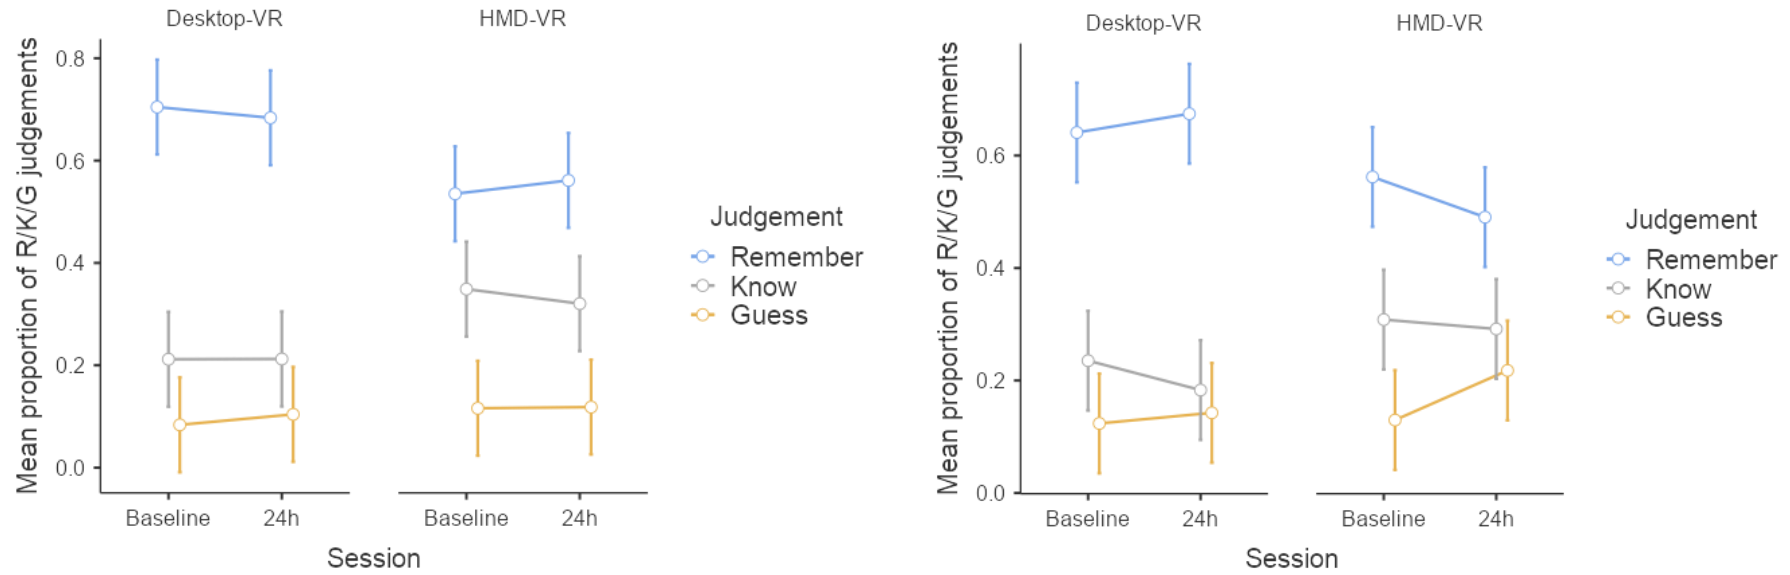 Desktop-VR
HMD-VR
Mean proportion of R/K/G judgements
0.8
0.6
0.4
0.2
0.0
Baseline
24h
Baseline
24h
Session
Judgement
Remember
Know
Guess
Desktop-VR
HMD-VR
Mean proportion of R/K/G judgements
0.6
0.4
0.2
0.0
Baseline
24h
Baseline
24h
Session
Judgement
Remember
Know
Guess